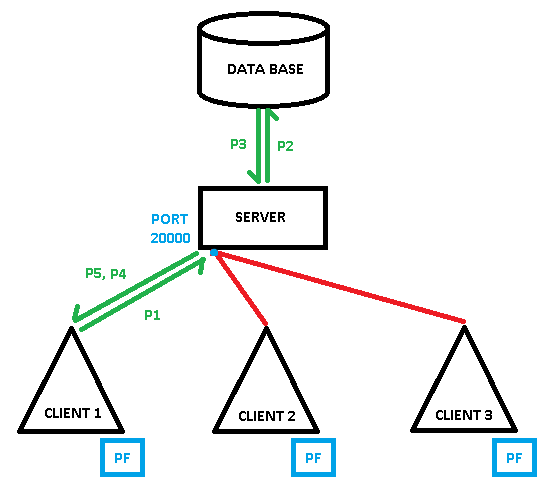 DATA BASE
P3
P2
PORT
20000
SERVER
P5, P4
P1
CLIENT 1
CLIENT 2
CLIENT 3
PF
PF
PF